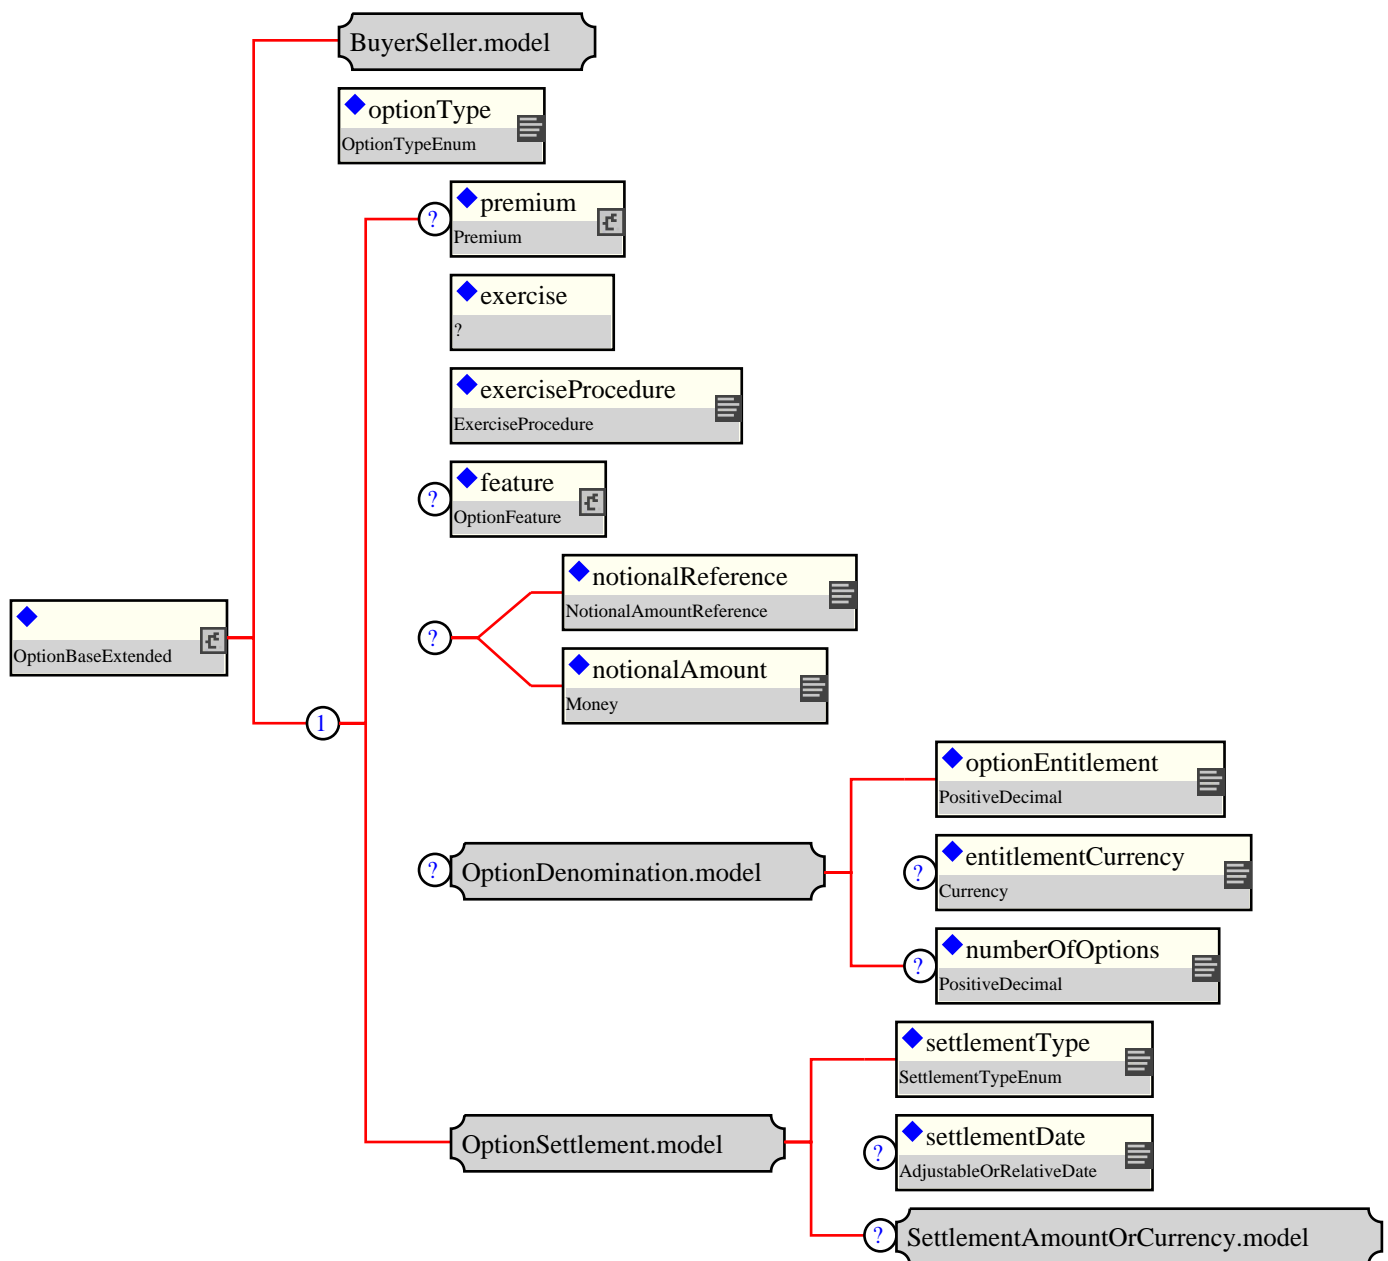 BuyerSeller.model
optionType
OptionTypeEnum
?
premium
Premium
exercise
?
exerciseProcedure
ExerciseProcedure
?
feature
OptionFeature
notionalReference
NotionalAmountReference
OptionBaseExtended
?
notionalAmount
Money
1
optionEntitlement
PositiveDecimal
?
OptionDenomination.model
?
entitlementCurrency
Currency
?
numberOfOptions
PositiveDecimal
settlementType
SettlementTypeEnum
OptionSettlement.model
?
settlementDate
AdjustableOrRelativeDate
?
SettlementAmountOrCurrency.model